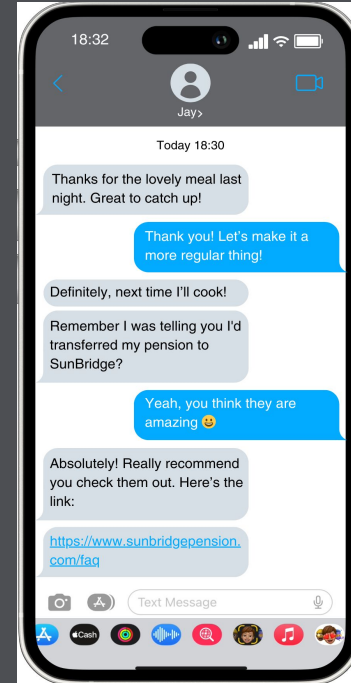 18:32
Jay>
Today 18:30
Thanks for the lovely meal last
night. Great to catch up!
Thank you! Let's make it a
more regular thing!
Definitely, next time I'll cook!
Remember I was telling you I'd
transferred my pension to
SunBridge?
Yeah, you think they are
amazing 😀
Absolutely! Really recommend
you check them out. Here's the
link:
https://www.sunbridgepension.
com/faq
Text Message
Cash